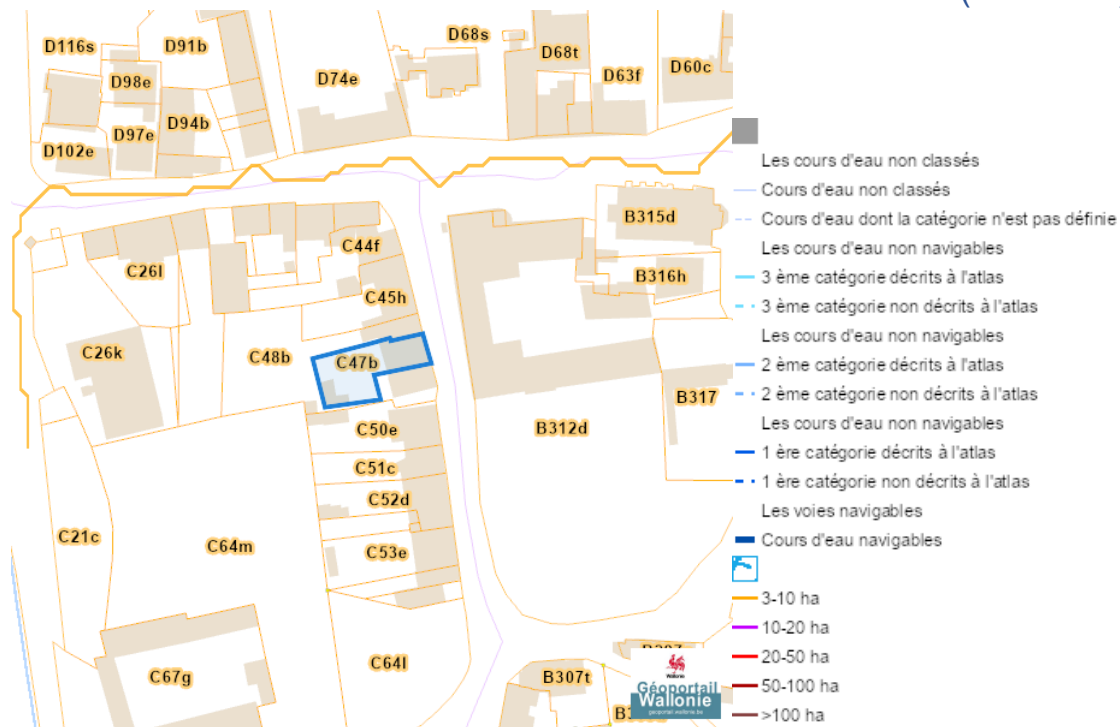 D116s
D91b
D68s
D68t
D98e
D74e
D63f
D60c
D97e
D94b
D102e
B315d
C44f
C26l
B316h
C45h
C26k
C48b
C47b
B317
C50e
B312d
C51c
C52d
C21c
C64m
C53e
C67g
C64l
B307t
Wallonie
Géoportail
Wallonie
geoportail.wallonie.be
Les cours d'eau non classés
Cours d'eau non classés
Cours d'eau dont la catégorie n'est pas définie
Les cours d'eau non navigables
3 ème catégorie décrits à l'atlas
3 ème catégorie non décrits à l'atlas
Les cours d'eau non navigables
2 ème catégorie décrits à l'atlas
2 ème catégorie non décrits à l'atlas
Les cours d'eau non navigables
1 ère catégorie décrits à l'atlas
1 ère catégorie non décrits à l'atlas
Les voies navigables
Cours d'eau navigables
3-10 ha
10-20 ha
20-50 ha
50-100 ha
>100 ha